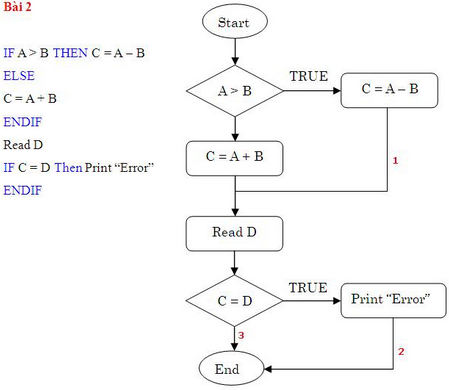 Bài 2
IF A > B THEN C = A – B
ELSE
C = A + B
ENDIF
Read D
IF C = D Then Print “Error”
ENDIF
Start
A > B
TRUE
C = A – B
C = A + B
1
Read D
C = D
TRUE
Print “Error”
3
2
End